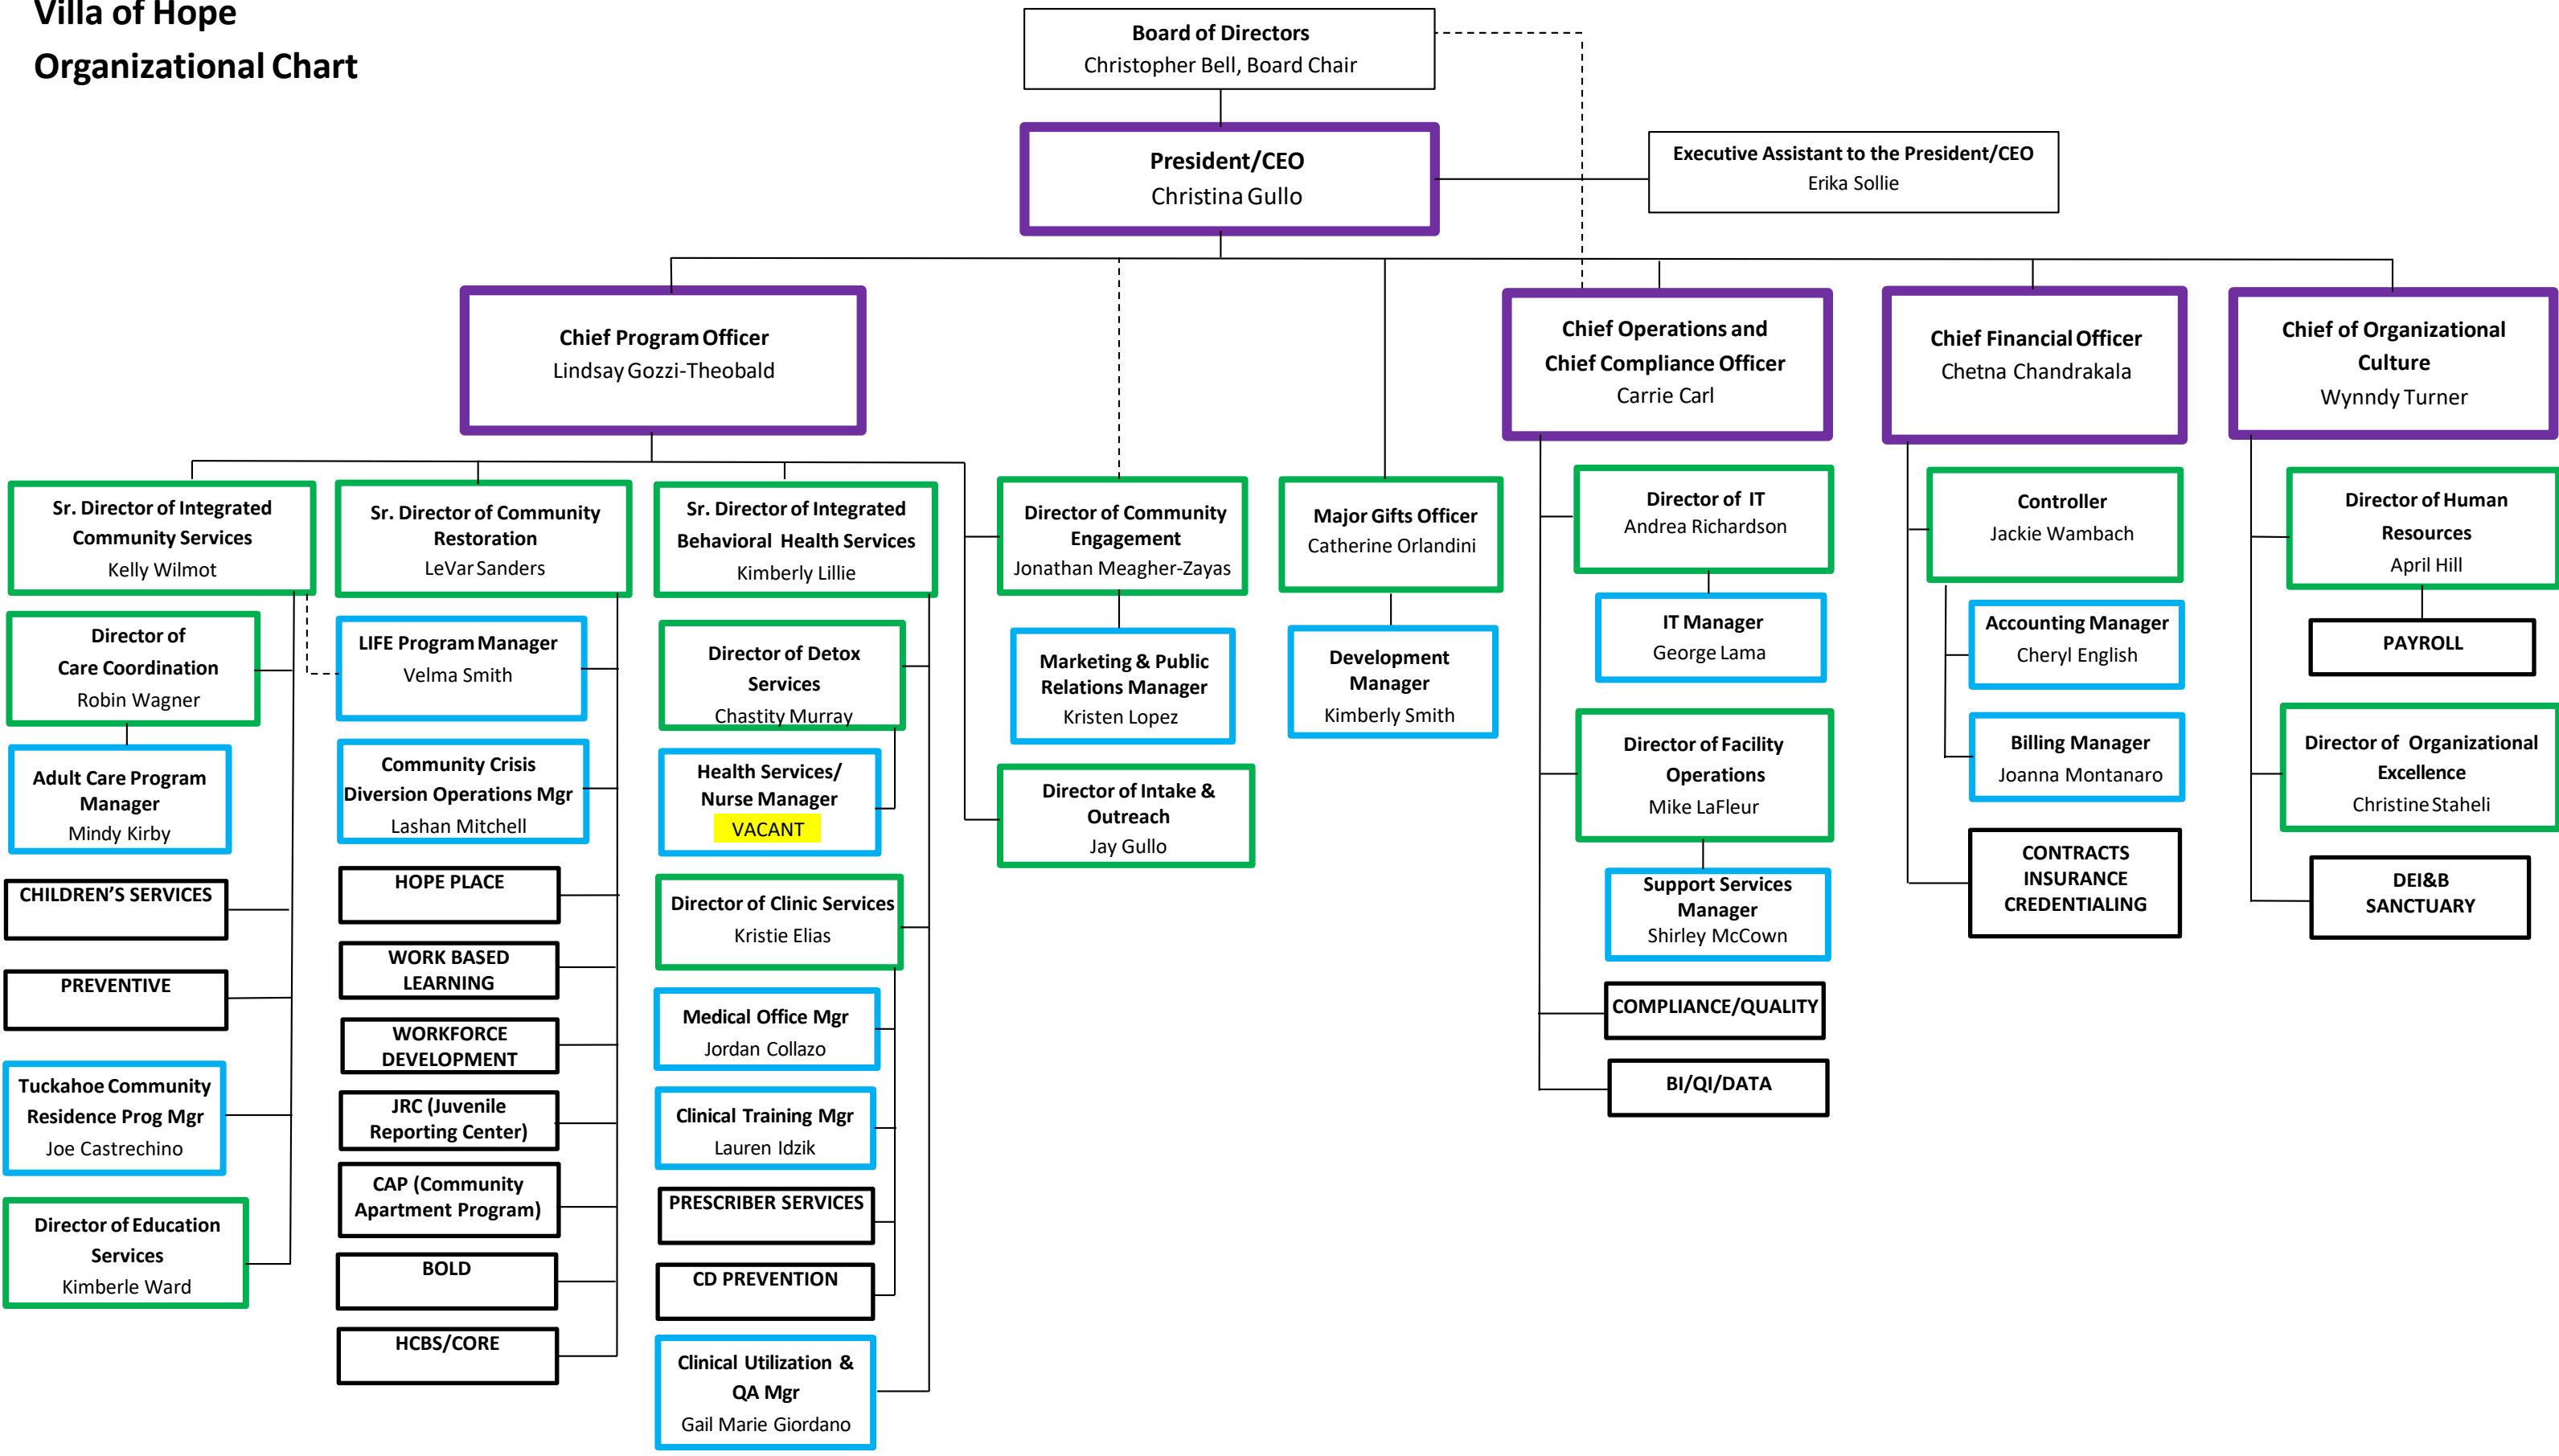 Villa of Hope
Organizational Chart
Board of Directors
Christopher Bell, Board Chair
President/CEO
Christina Gullo
Executive Assistant to the President/CEO
Erika Sollie
Chief Program Officer
Lindsay Gozzi-Theobald
Chief Operations and
Chief Compliance Officer
Carrie Carl
Chief Financial Officer
Chetna Chandrakala
Chief of Organizational
Culture
Wynndy Turner
Sr. Director of Integrated
Community Services
Kelly Wilmot
Director of
Care Coordination
Robin Wagner
Adult Care Program
Manager
Mindy Kirby
CHILDREN'S SERVICES
PREVENTIVE
Tuckahoe Community
Residence Prog Mgr
Joe Castrechino
Director of Education
Services
Kimberle Ward
Sr. Director of Community
Restoration
LeVar Sanders
LIFE Program Manager
Velma Smith
Community Crisis
Diversion Operations Mgr
Lashan Mitchell
HOPE PLACE
WORK BASED
LEARNING
WORKFORCE
DEVELOPMENT
JRC (Juvenile
Reporting Center)
CAP (Community
Apartment Program)
BOLD
HCBS/CORE
Sr. Director of Integrated
Behavioral Health Services
Kimberly Lillie
Director of Detox
Services
Chastity Murray
Health Services/
Nurse Manager
VACANT
Director of Clinic Services
Kristie Elias
Medical Office Mgr
Jordan Collazo
Clinical Training Mgr
Lauren Idzik
PRESCRIBER SERVICES
CD PREVENTION
Clinical Utilization &
QA Mgr
Gail Marie Giordano
Director of Community
Engagement
Jonathan Meagher-Zayas
Marketing & Public
Relations Manager
Kristen Lopez
Director of Intake &
Outreach
Jay Gullo
Major Gifts Officer
Catherine Orlandini
Development
Manager
Kimberly Smith
Director of IT
Andrea Richardson
IT Manager
George Lama
Director of Facility
Operations
Mike LaFleur
Support Services
Manager
Shirley McCown
COMPLIANCE/QUALITY
BI/QI/DATA
Controller
Jackie Wambach
Accounting Manager
Cheryl English
Billing Manager
Joanna Montanaro
CONTRACTS
INSURANCE
CREDENTIALING
Director of Human
Resources
April Hill
PAYROLL
Director of Organizational
Excellence
Christine Staheli
DEI&B
SANCTUARY